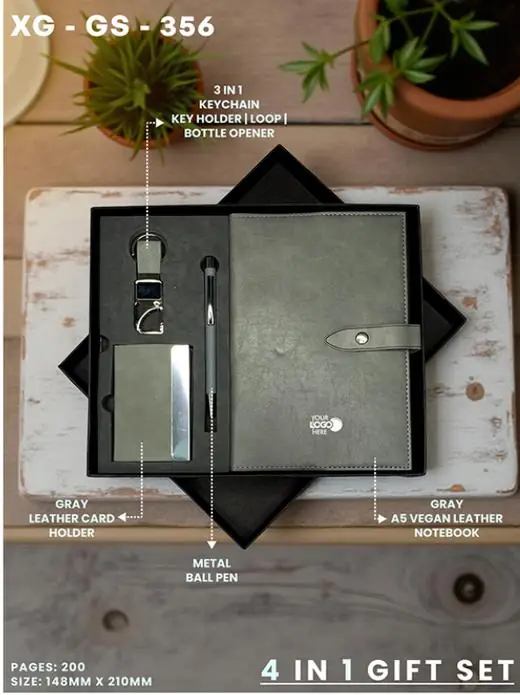 XG - GS - 356
3 IN 1
KEYCHAIN
KEY HOLDER | LOOP |
BOTTLE OPENER
YOUR
LOGO
HERE
GRAY
LEATHER CARD
HOLDER
GRAY
A5 VEGAN LEATHER
NOTEBOOK
METAL
BALL PEN
PAGES: 200
SIZE: 148MM X 210MM
4 IN 1 GIFT SET